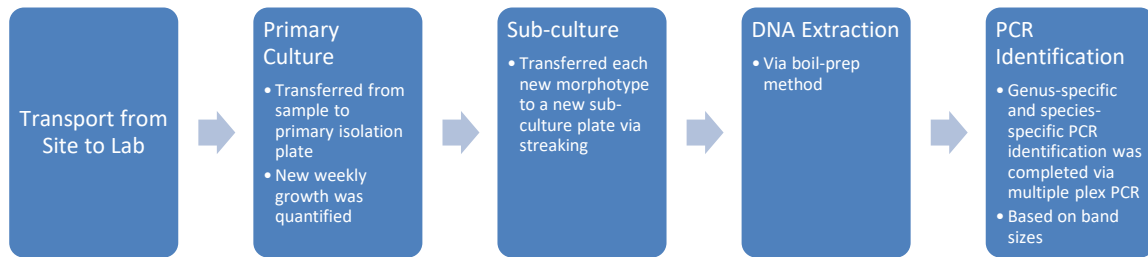 Transport from
Site to Lab
Primary
Culture
• Transferred from
sample to
primary isolation
plate
• New weekly
growth was
quantified
Sub-culture
• Transferred each
new morphotype
to a new sub-
culture plate via
streaking
DNA Extraction
• Via boil-prep
method
PCR
Identification
• Genus-specific
and species-
specific PCR
identification was
completed via
multiple plex PCR
• Based on band
sizes